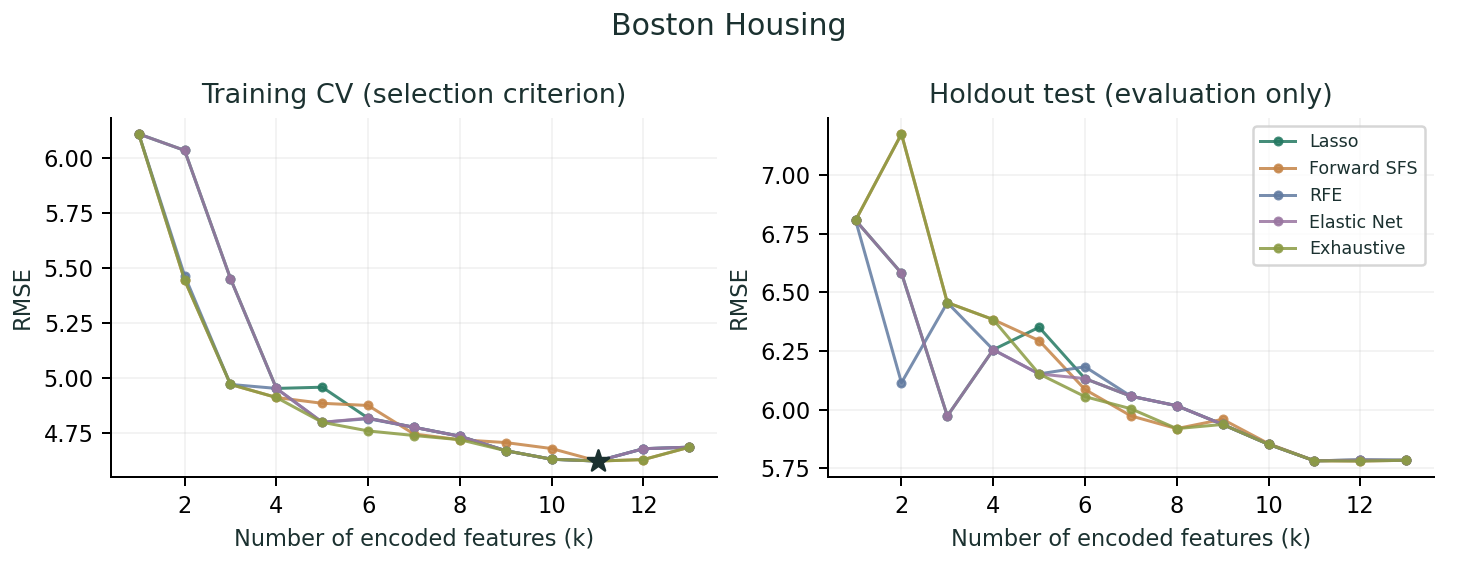 Boston Housing
Training CV (selection criterion)
RMSE
6.00
5.75
5.50
5.25
5.00
4.75
2 4 6 8 10 12
Number of encoded features (k)
Holdout test (evaluation only)
RMSE
7.00
6.75
6.50
6.25
6.00
5.75
2 4 6 8 10 12
Number of encoded features (k)
Lasso
Forward SFS
RFE
Elastic Net
Exhaustive